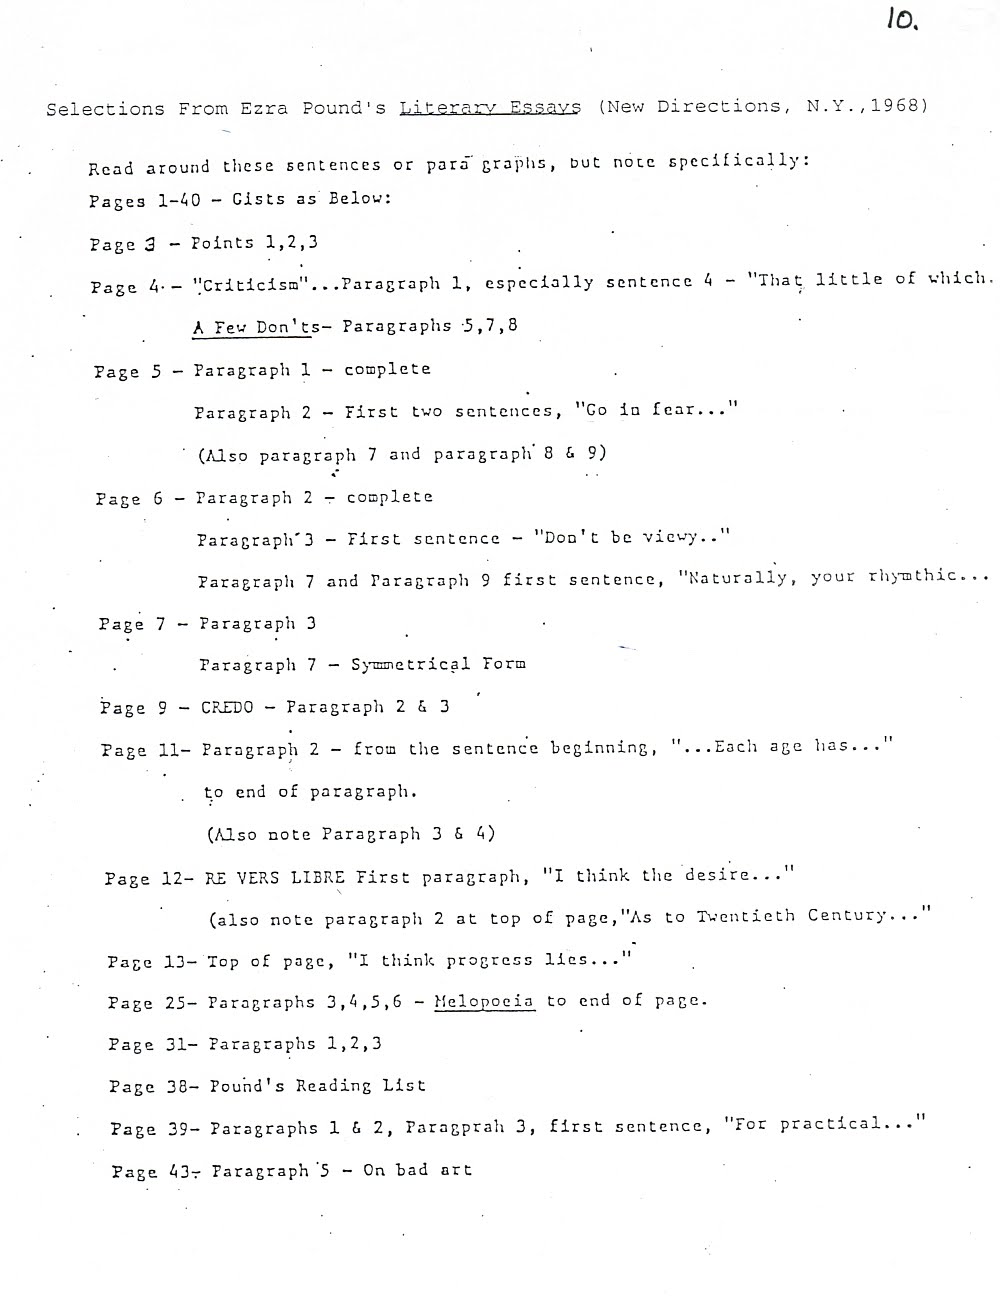 10.
Selections From Ezra Pound's Literary Essays (New Directions, N.Y.,1968)
Read around these sentences or para graphs, but note specifically:
Pages 1-40 - Gists as Below:
Page 3 - Points 1,2,3
Page 4 - "Criticism"...Paragraph 1, especially sentence 4 - "That little of which.
A Few Don'ts- Paragraphs 5,7,8
Page 5 - Paragraph 1 - complete
Paragraph 2 - First two sentences, "Go in fear..."
(Also paragraph 7 and paragraph 8 & 9)
Page 6 - Paragraph 2 - complete
Paragraph 3 - First sentence - "Don't be viewy.."
Paragraph 7 and Paragraph 9 first sentence, "Naturally, your rhymthic...
Page 7 - Paragraph 3
Paragraph 7 - Symmetrical Form
Page 9 - CREDO - Paragraph 2 & 3
Page 11- Paragraph 2 - from the sentence beginning, "...Each age has..."
to end of paragraph.
(Also note Paragraph 3 & 4)
Page 12- RE VERS LIBRE First paragraph, "I think the desire..."
(also note paragraph 2 at top of page,"As to Twentieth Century..."
Page 13- Top of page, "I think progress lies..."
Page 25- Paragraphs 3,4,5,6 - Melopoeia to end of page.
Page 31- Paragraphs 1,2,3
Page 38- Pound's Reading List
Page 39- Paragraphs 1 & 2, Paragprah 3, first sentence, "For practical..."
Page 43- Paragraph 5 - On bad art